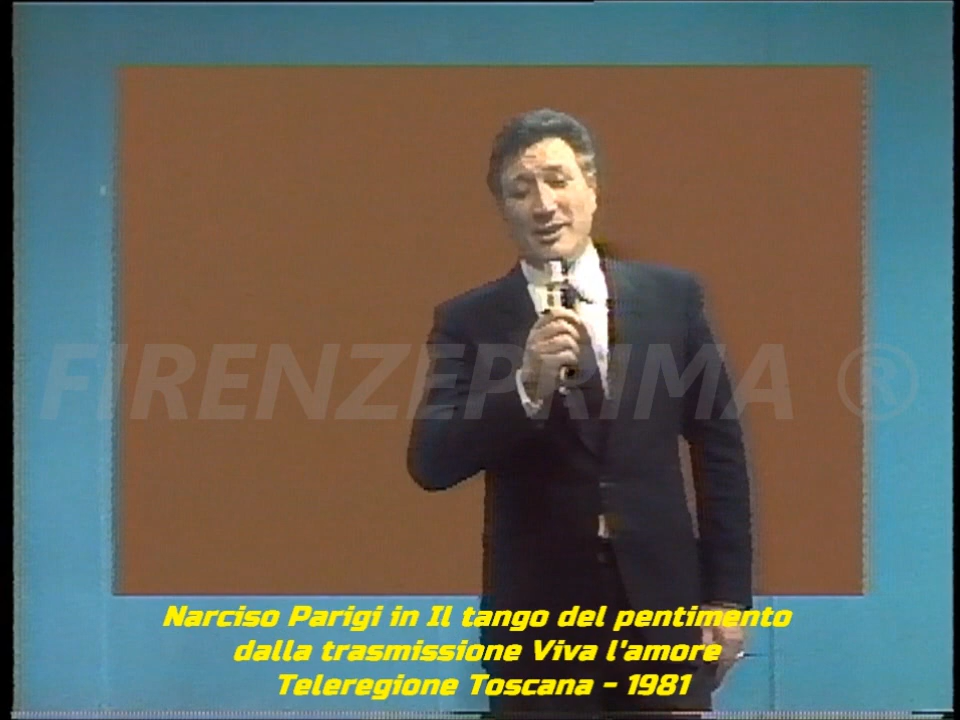 FIRENZEPRIMA ®
Narciso Parigi in Il tango del pentimento
dalla trasmissione Viva l'amore
Teleregione Toscana - 1981